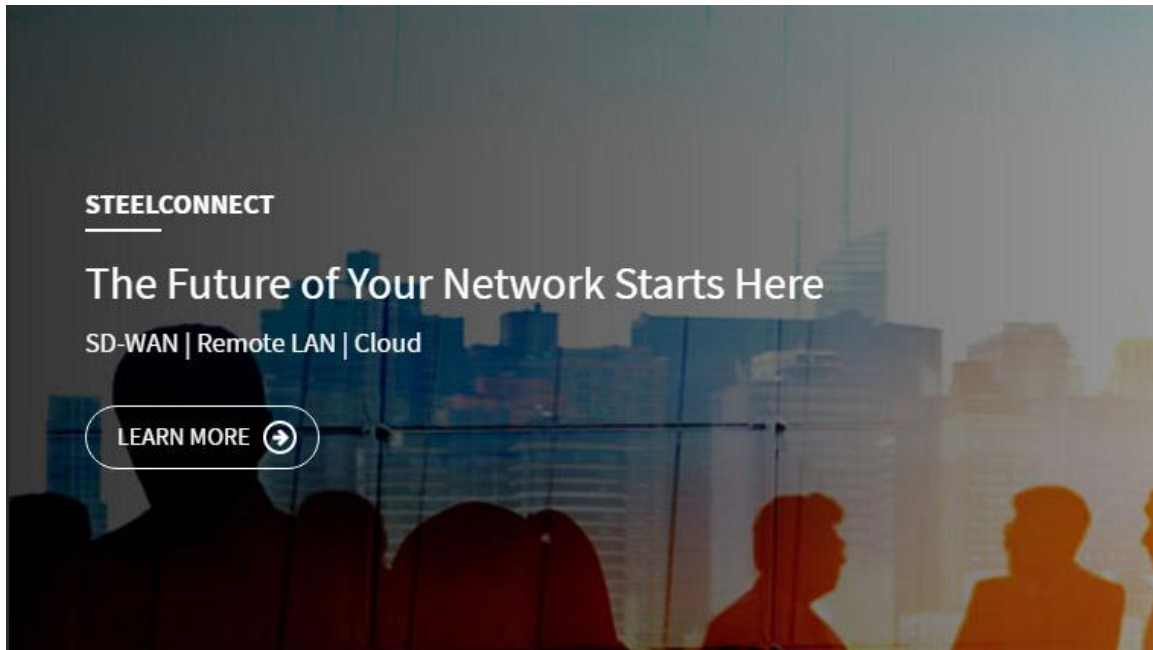 STEELCONNECT
The Future of Your Network Starts Here
SD-WAN | Remote LAN | Cloud
LEARN MORE